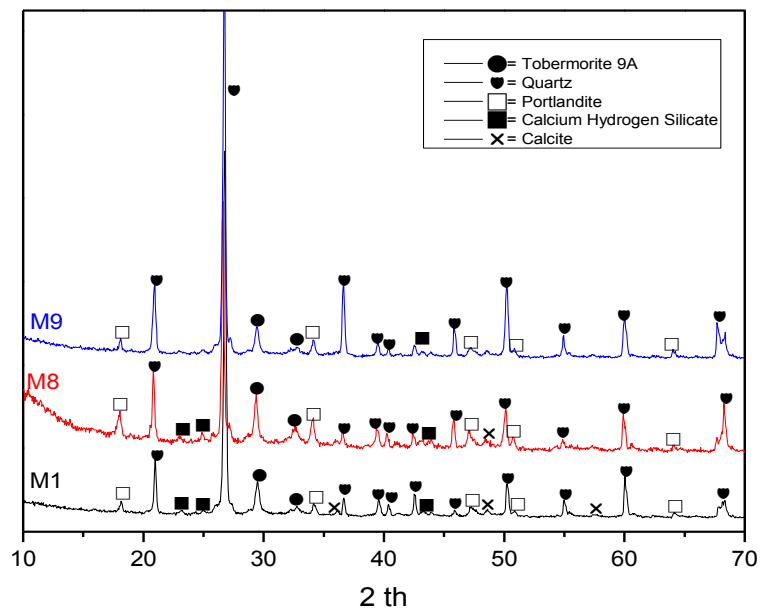 = Tobermorite 9A
= Quartz
= Portlandite
= Calcium Hydrogen Silicate
= Calcite
M9
M8
M1
10 20 30 40 50 60 70
2 th